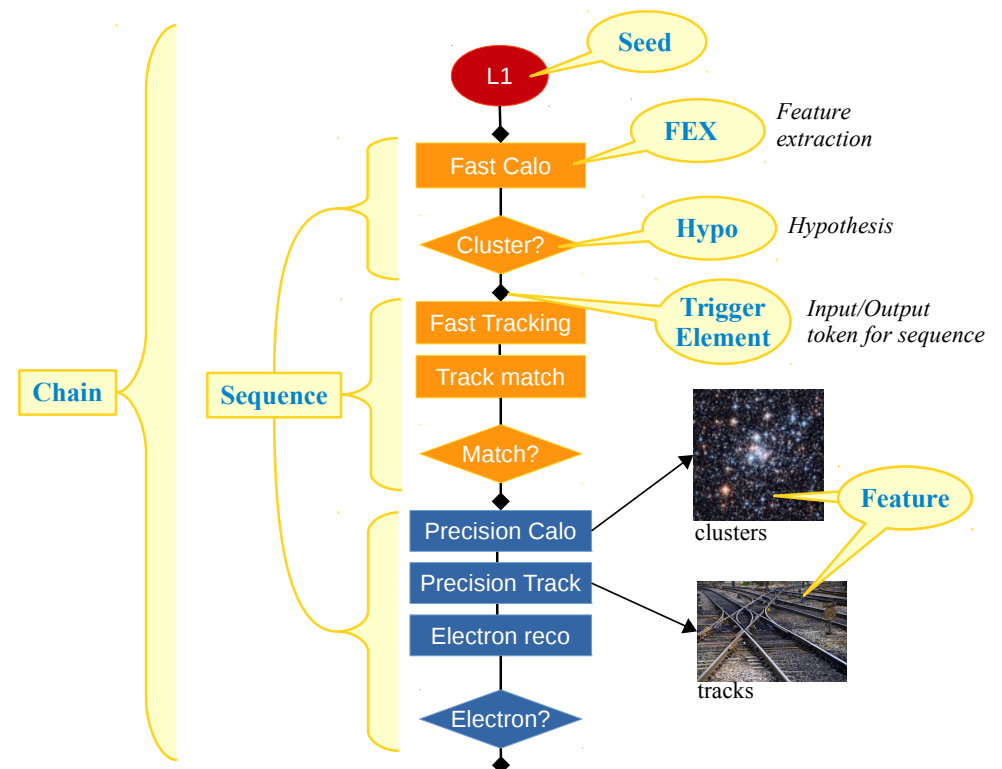 Seed
L1
FEX
Feature
extraction
Fast Calo
Hypo
Hypothesis
Cluster?
Trigger
Element
Input/Output
token for sequence
Fast Tracking
Track match
Chain
Sequence
Match?
Feature
clusters
Precision Calo
Precision Track
Electron reco
tracks
Electron?